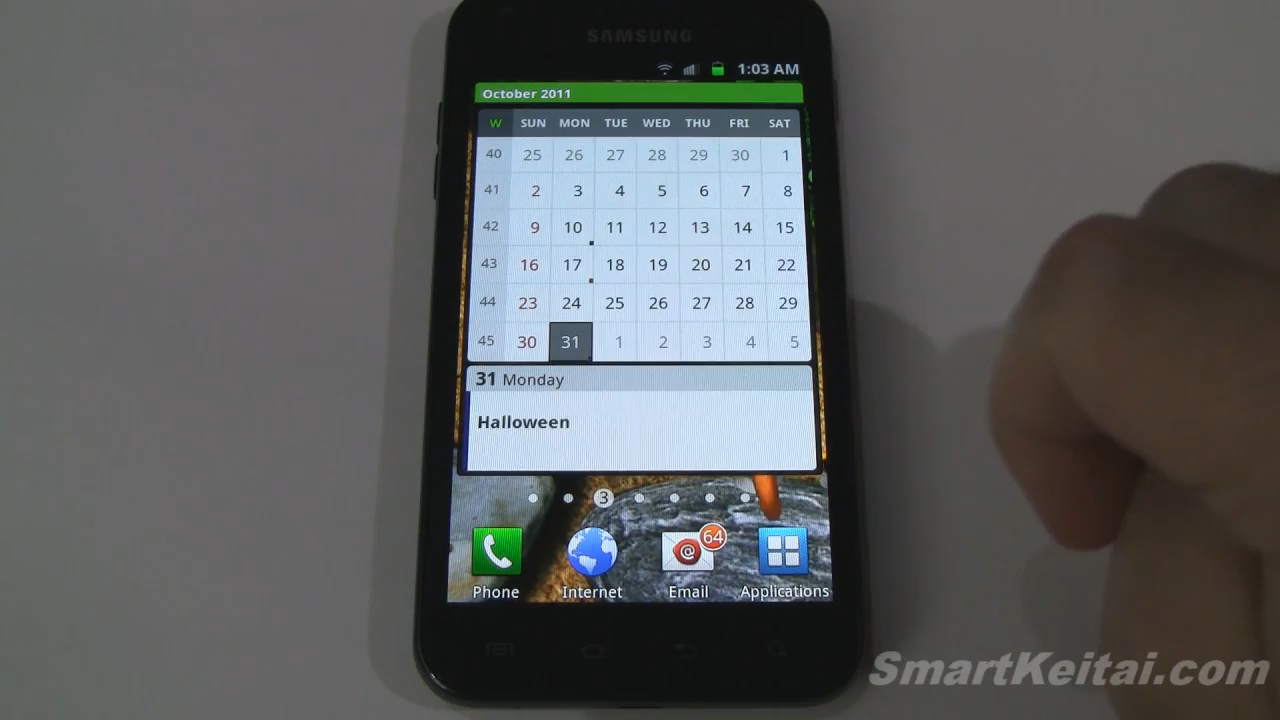 SAMSUNG
1:03 AM
October 2011
W SUN MON TUE WED THU FRI SAT
40 25 26 27 28 29 30 1
41 2 3 4 5 6 7 8
42 9 10 11 12 13 14 15
43 16 17 18 19 20 21 22
44 23 24 25 26 27 28 29
45 30 31 1 2 3 4 5
31 Monday
Halloween
3
64
Phone Internet Email Applications
SmartKeitai.com